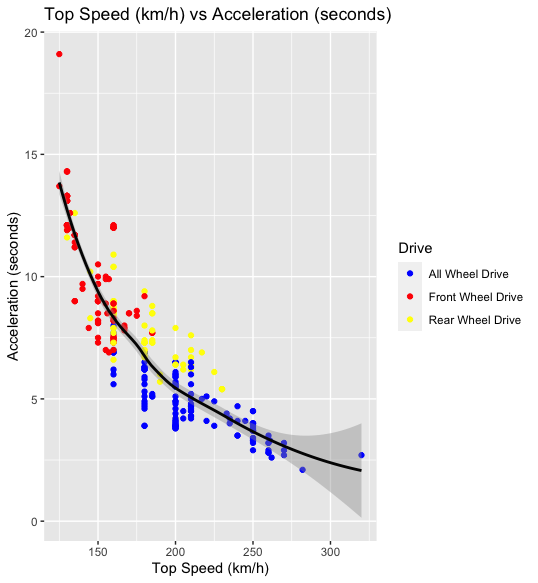 Top Speed (km/h) vs Acceleration (seconds)
20
15
10
5
0
Acceleration (seconds)
150
200
250
300
Top Speed (km/h)
Drive
All Wheel Drive
Front Wheel Drive
Rear Wheel Drive